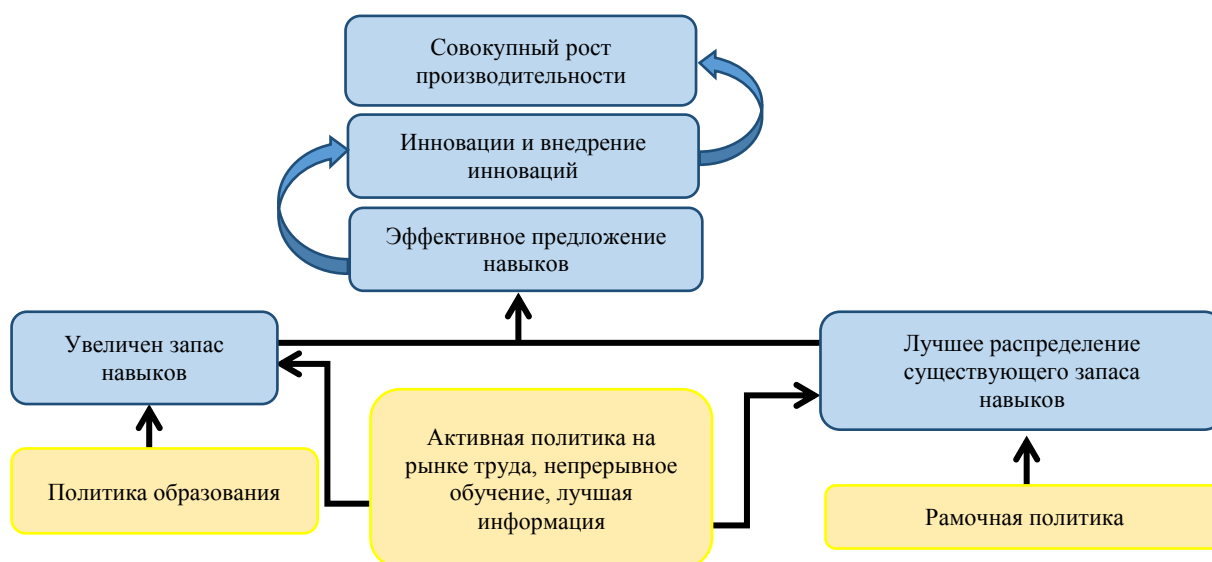 Совокупный рост
производительности
Инновации и внедрение
инноваций
Эффективное предложение
навыков
Увеличен запас
навыков
Лучшее распределение
существующего запаса
навыков
Активная политика на
рынке труда, непрерывное
обучение, лучшая
информация
Политика образования
Рамочная политика